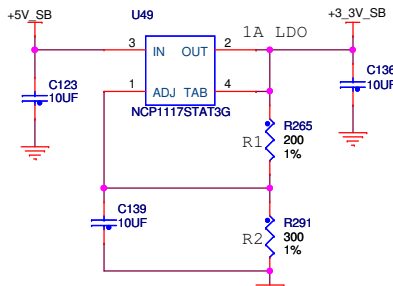 +5V_SB
U49
+3_3V_SB
1A LDO
3
IN
OUT
2
1
ADJ
TAB
4
NCP1117STAT3G
C123
10UF
C136
10UF
R1
R265
200
1%
C139
10UF
R2
R291
300
1%